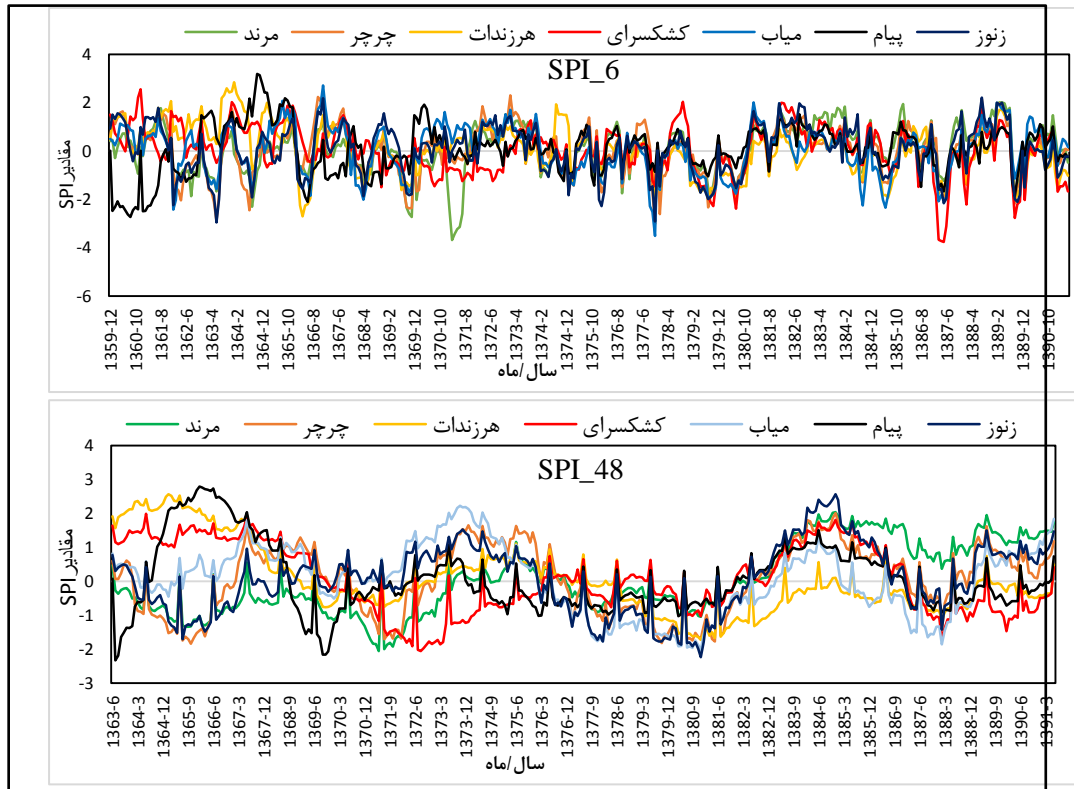 مرند چرچر هرزندات کشکسرای میاب پیام زنوز
SPI_6
4
2
0
-2
-4
-6
مقادیر SPI
1359-12 1360-10 1361-8 1362-6 1363-4 1364-2 1364-12 1365-10 1366-8 1367-6 1368-4 1369-2 1369-12 1370-10 1371-8 1372-6 1373-4 1374-2 1374-12 1375-10 1376-8 1377-6 1378-4 1379-2 1379-12 1380-10 1381-8 1382-6 1383-4 1384-2 1384-12 1385-10 1386-8 1387-6 1388-4 1389-2 1389-12 1390-10
سال/ماه
مرند چرچر هرزندات کشکسرای میاب پیام زنوز
SPI_48
4
3
2
1
0
-1
-2
-3
مقادیر SPI
1363-6 1364-3 1364-12 1365-9 1366-6 1367-3 1367-12 1368-9 1369-6 1370-3 1370-12 1371-9 1372-6 1373-3 1373-12 1374-9 1375-6 1376-3 1376-12 1377-9 1378-6 1379-3 1379-12 1380-9 1381-6 1382-3 1382-12 1383-9 1384-6 1385-3 1385-12 1386-9 1387-6 1388-3 1388-12 1389-9 1390-6 1391-3
سال/ماه